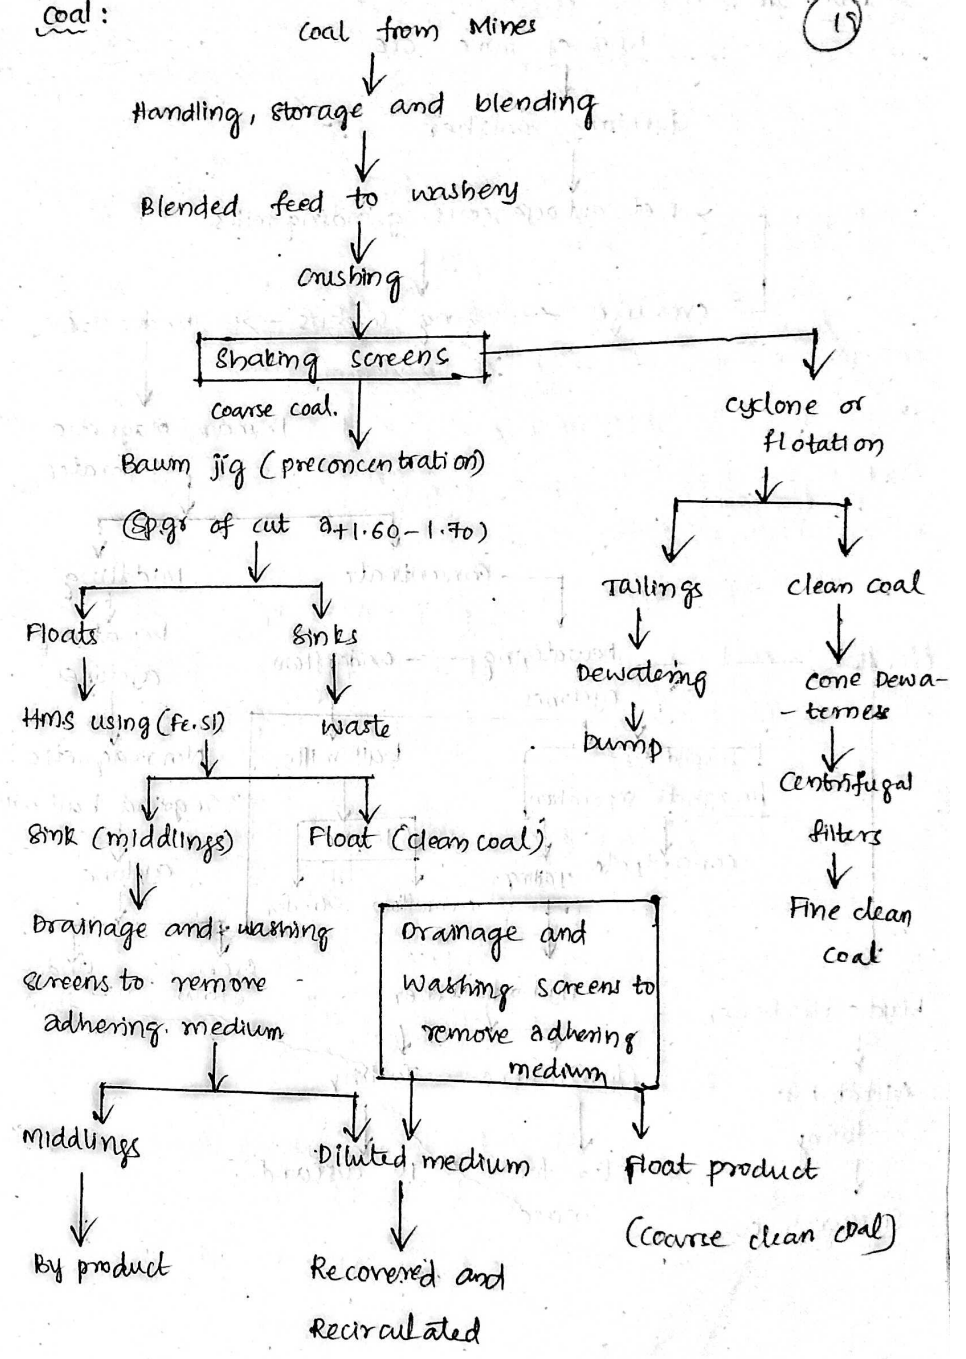 Coal :
19
Coal from Mines
Handling, storage and blending
Blended feed to washery
Crushing
Shaking screens
Coarse coal.
Cyclone or
flotation
Baum jig (preconcentration)
(Sp.gr of cut at 1.60-1.70)
Tailings
clean coal
Floats
Sinks
Dewatering
cone Dewa-
- terness
HMS using (Fe.Si)
Waste
Dump
Centrifugal
filters
Sink (middlings)
Float (clean coal)
Fine clean
coal
Drainage and washing
screens to remove
adhering medium
Drainage and
washing screens to
remove adhering
medium
Middlings
Diluted medium
Float product
(coarse clean coal)
By product
Recovered and
Recirculated